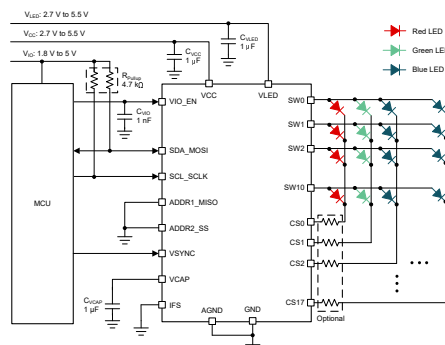 VLED: 2.7 V to 5.5 V
VCC: 2.7 V to 5.5 V
VIO: 1.8 V to 5 V
CVLED
1 µF
CVCC
1 µF
RPullup
4.7 kΩ
CVIO
1 nF
VCC
VLED
VIO_EN
SDA_MOSI
SCL_SCLK
ADDR1_MISO
ADDR2_SS
VSYNC
VCAP
IFS
MCU
CVCAP
1 µF
AGND
GND
SW0
SW1
SW2
SW10
CS0
CS1
CS2
CS17
Optional
Red LED
Green LE
Blue LED